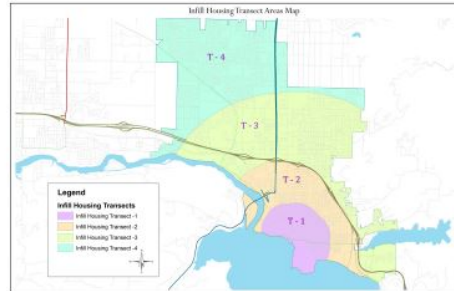 Infill Housing Transect Areas Map
T - 4
T - 3
T - 2
T - 1
Legend
Infill Housing Transects
Infill Housing Transect - 1
Infill Housing Transect - 2
Infill Housing Transect - 3
Infill Housing Transect - 4